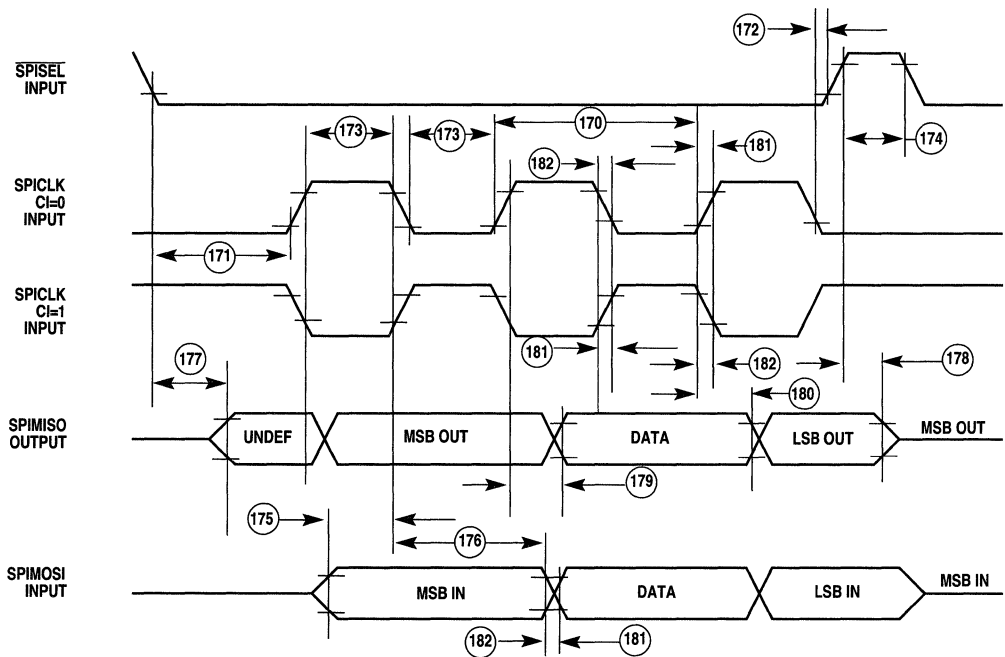 172
SPISEL
INPUT
173
173
170
174
182
181
SPICLK
CI=0
INPUT
171
SPICLK
CI=1
INPUT
181
182
178
177
180
SPIMISO
OUTPUT
UNDEF
MSB OUT
DATA
LSB OUT
MSB OUT
179
175
176
SPIMOSI
INPUT
MSB IN
DATA
LSB IN
MSB IN
182
181